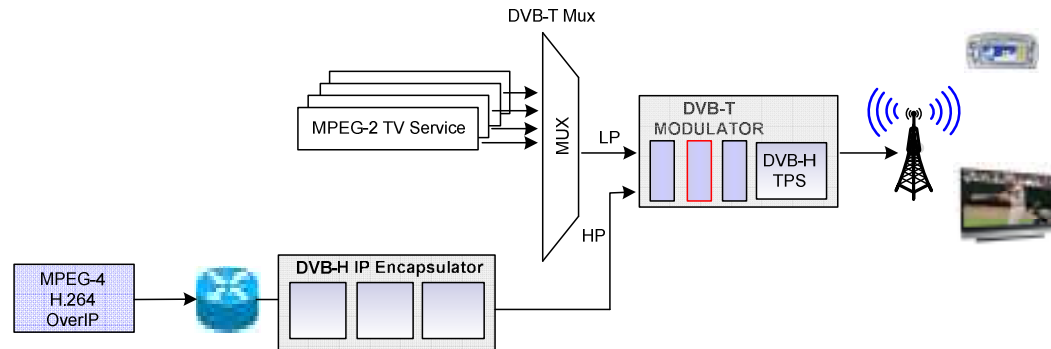 DVB-T Mux
MPEG-2 TV Service
MUX
LP
HP
DVB-T
MODULATOR
DVB-H
TPS
MPEG-4
H.264
OverIP
DVB-H IP Encapsulator